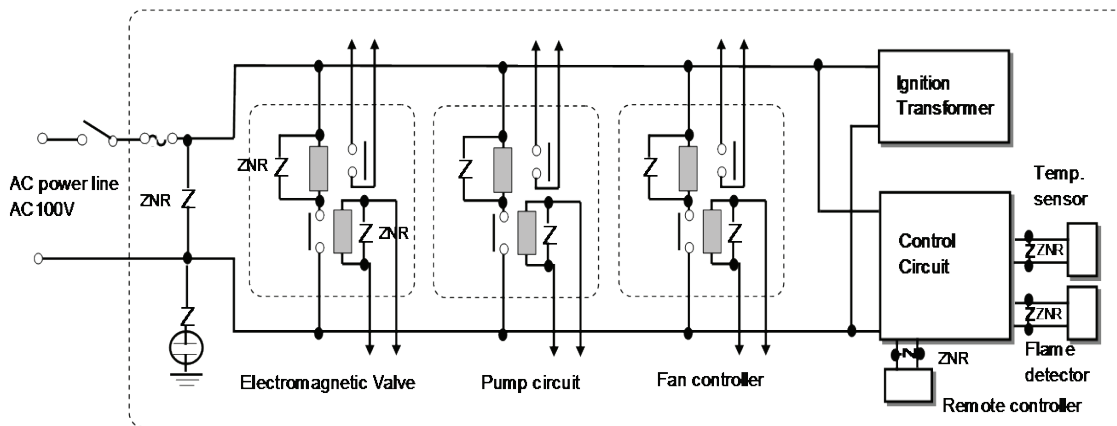 Ignition
Transformer
AC power line
AC100V
ZNR
ZNR
ZNR
Temp.
sensor
Control
Circuit
ZNR
ZNR
ZNR
Flame
detector
Electromagnetic Valve
Pump circuit
Fan controller
Remote controller